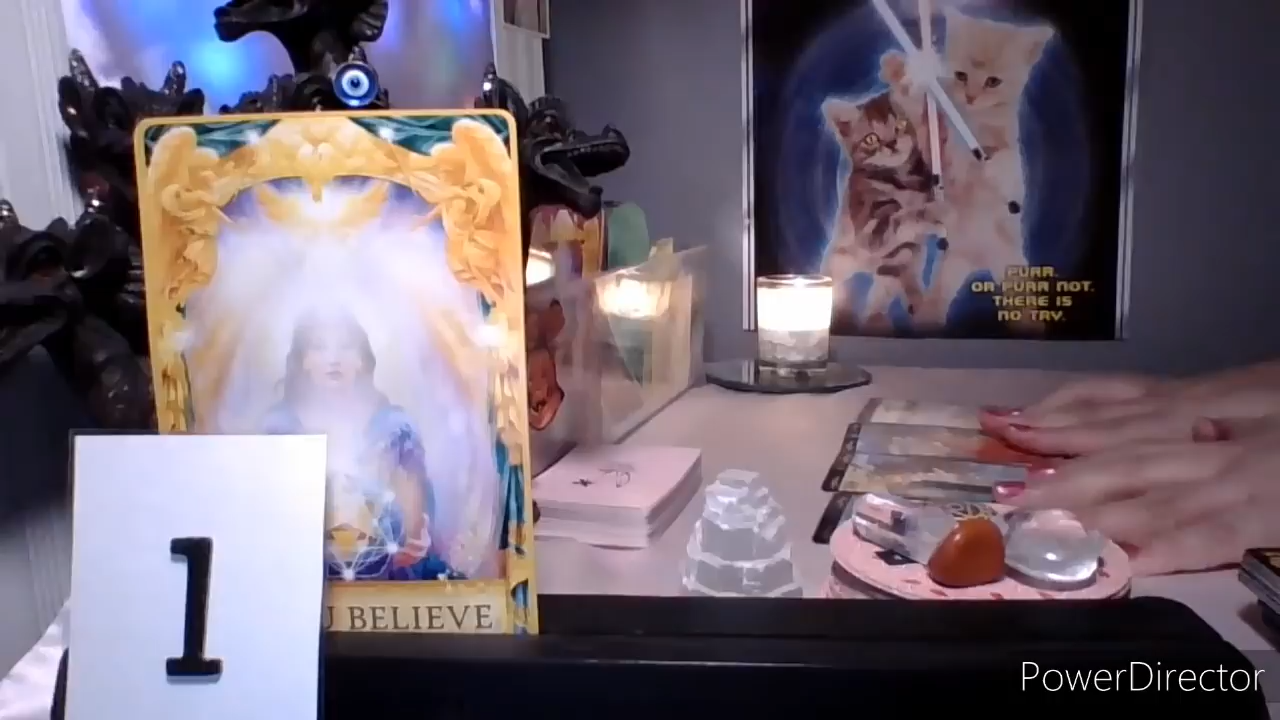 PURR.
OR PURR NOT.
THERE IS
NO TRY.
U BELIEVE
1
PowerDirector